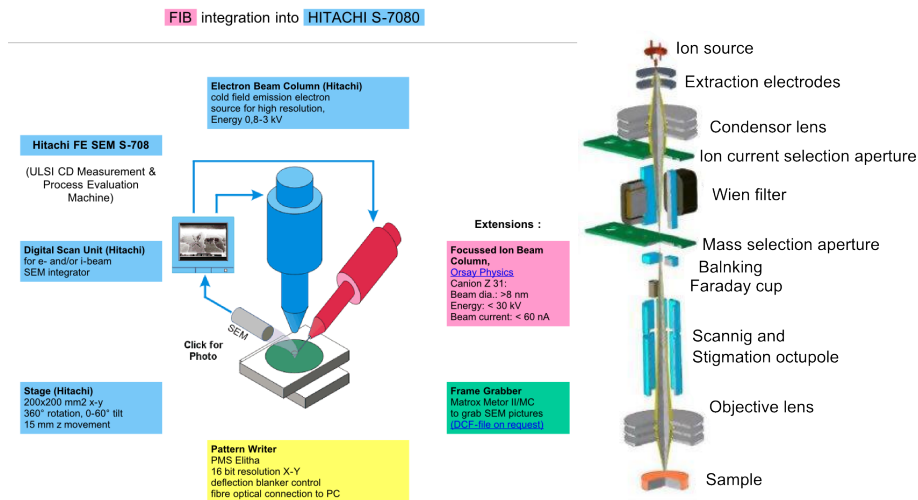 FIB integration into HITACHI S-7080
Electron Beam Column (Hitachi)
cold field emission electron
source for high resolution,
Energy 0,8-3 kV
Hitachi FE SEM S-708
(ULSI CD Measurement &
Process Evaluation
Machine)
Digital Scan Unit (Hitachi)
for e- and/or i-beam
SEM integrator
SEM
Click for
Photo
Extensions :
Focussed Ion Beam
Column,
Orsay Physics
Canion Z 31:
Beam dia.: >8 nm
Energy: < 30 kV
Beam current: < 60 nA
Stage (Hitachi)
200x200 mm2 x-y
360° rotation, 0-60° tilt
15 mm z movement
Frame Grabber
Matrox Metor II/MC
to grab SEM pictures
(DCF-file on request)
Pattern Writer
PMS Elitha
16 bit resolution X-Y
deflection blanker control
fibre optical connection to PC
Ion source
Extraction electrodes
Condensor lens
Ion current selection aperture
Wien filter
Mass selection aperture
Balnking
Faraday cup
Scannig and
Stigmation octupole
Objective lens
Sample